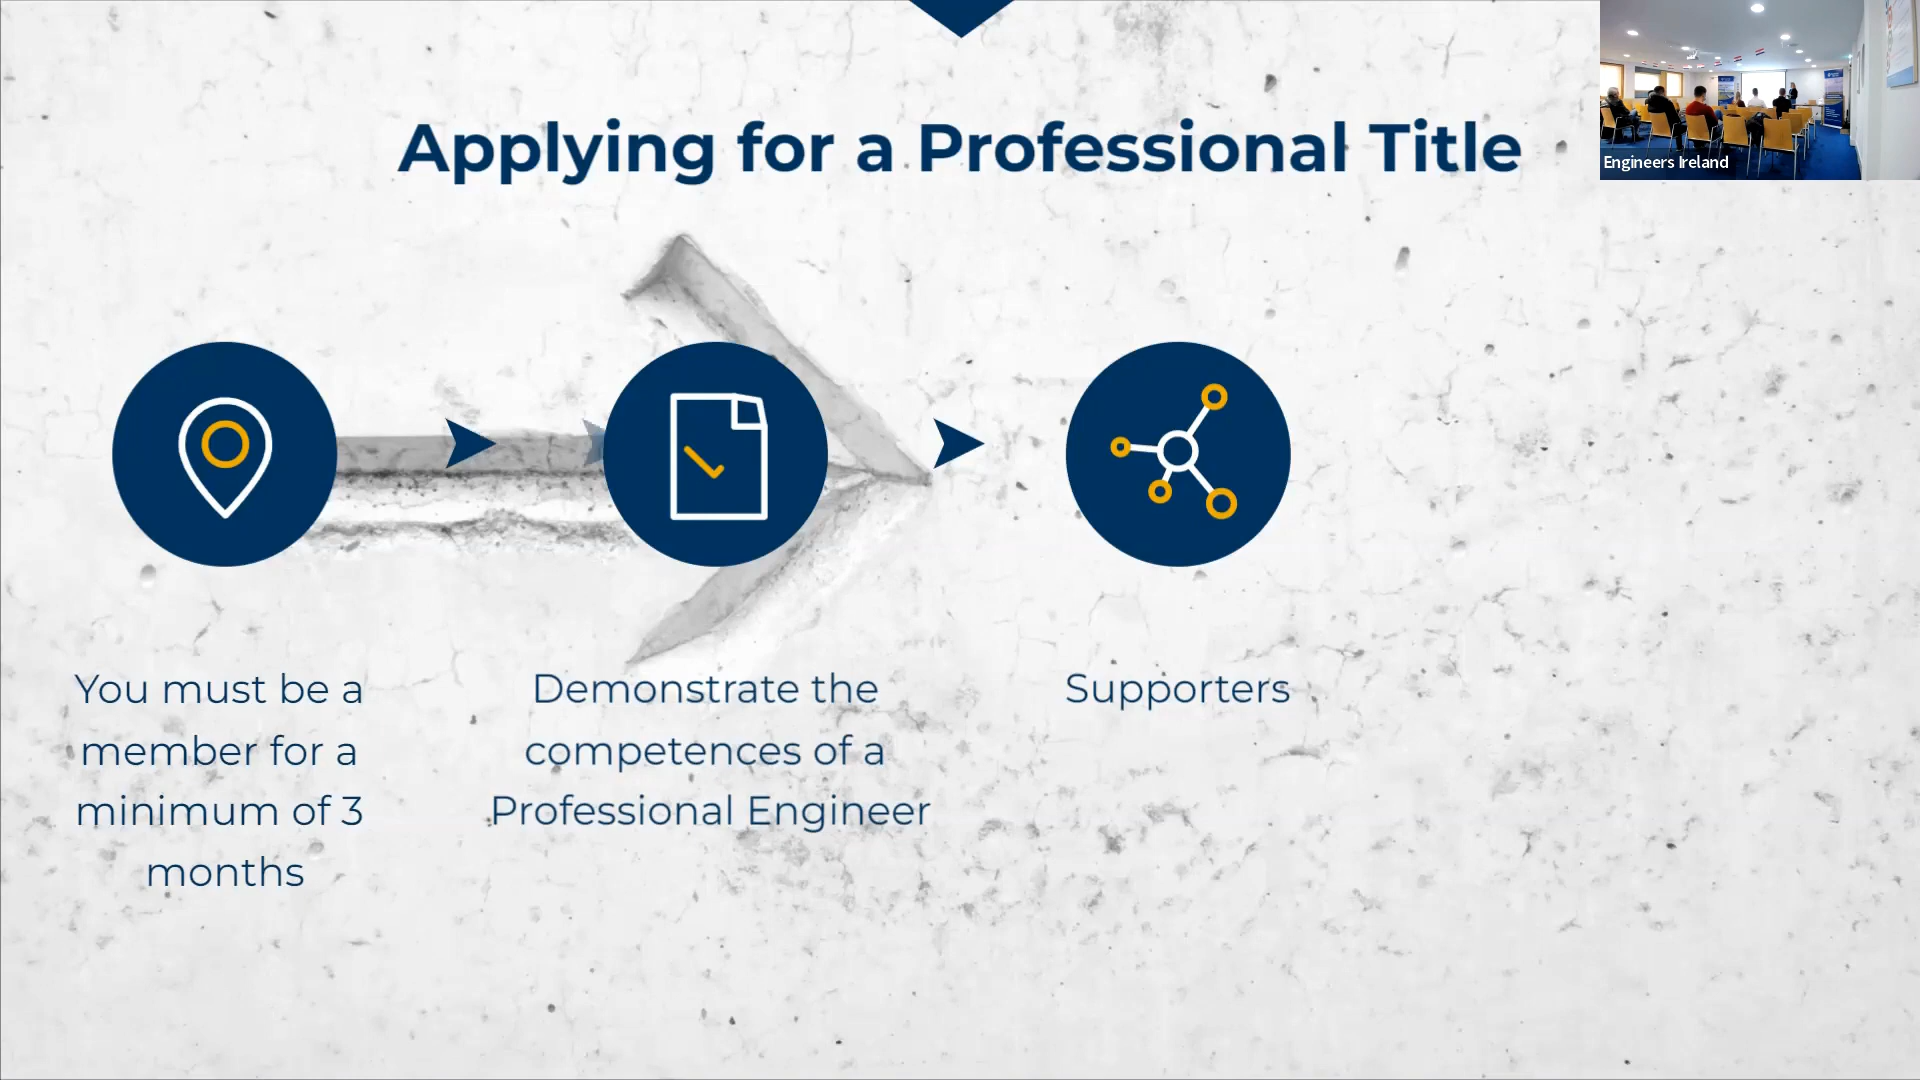 Applying for a Professional Title
Engineers Ireland
You must be a
member for a
minimum of 3
months
Demonstrate the
competences of a
Professional Engineer
Supporters